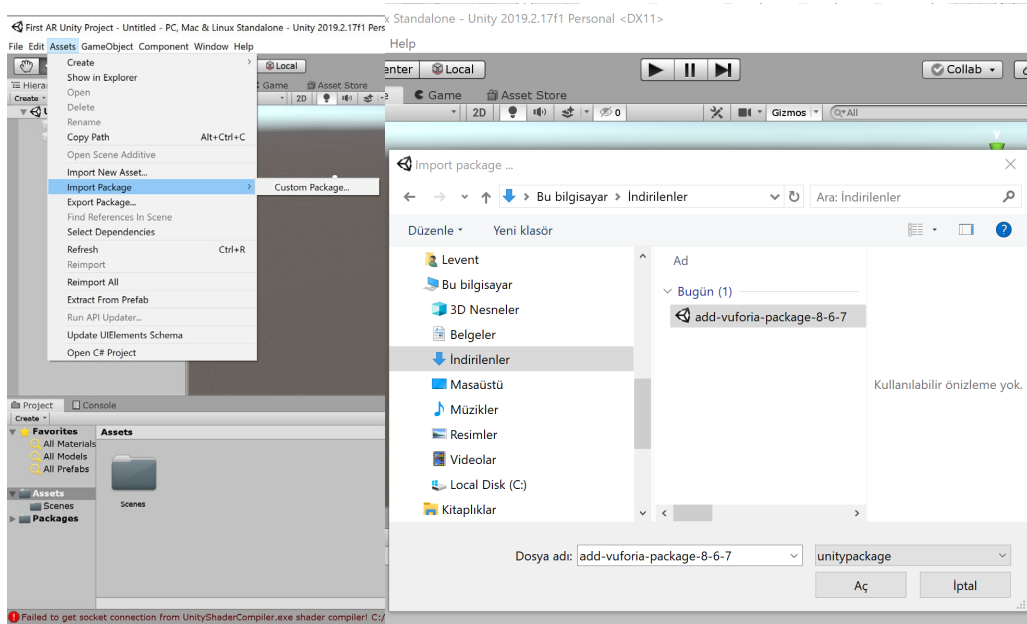 First AR Unity Project - Untitled - PC, Mac & Linux Standalone - Unity 2019.2.17f1 Pers
File Edit Assets GameObject Component Window Help
Local
Hierar
Create
Game
Asset Store
2D
Create
Show in Explorer
Open
Delete
Rename
Copy Path Alt+Ctrl+C
Open Scene Additive
Import New Asset...
Import Package
Custom Package...
Export Package...
Find References In Scene
Select Dependencies
Refresh Ctrl+R
Reimport
Reimport All
Extract From Prefab
Run API Updater...
Update UIElements Schema
Open C# Project
Project Console
Create
Favorites
All Materials
All Models
All Prefabs
Assets
Scenes
Packages
Assets
Scenes
Failed to get socket connection from UnityShaderCompiler.exe shader compiler! C:/
x Standalone - Unity 2019.2.17f1 Personal <DX11>
Help
enter Local Collab
Game Asset Store
2D 0 Gizmos All
y
Import package ...
Bu bilgisayar İndirilenler Ara: İndirilenler
Düzenle Yeni klasör
Levent
Bu bilgisayar
3D Nesneler
Belgeler
İndirilenler
Masaüstü
Müzikler
Resimler
Videolar
Local Disk (C:)
Kitaplıklar
Ad
Bugün (1)
add-vuforia-package-8-6-7
Kullanılabilir önizleme yok.
Dosya adı: add-vuforia-package-8-6-7 unitypackage
Aç İptal